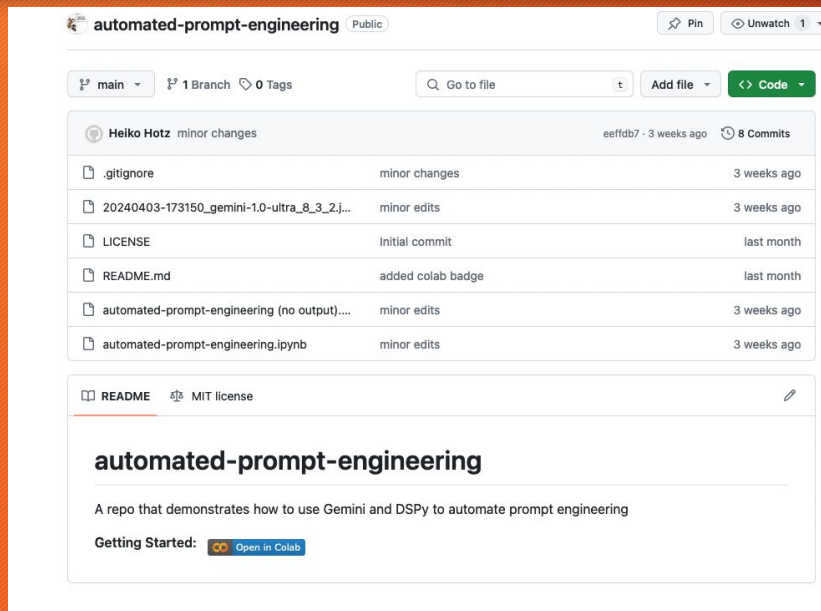 automated-prompt-engineering Public Pin Unwatch 1
main 1 Branch 0 Tags Go to file t Add file Code
Heiko Hotz minor changes eeffdb7 · 3 weeks ago 8 Commits
.gitignore minor changes 3 weeks ago
20240403-173150_gemini-1.0-ultra_8_3_2.j... minor edits 3 weeks ago
LICENSE Initial commit last month
README.md added colab badge last month
automated-prompt-engineering (no output).... minor edits 3 weeks ago
automated-prompt-engineering.ipynb minor edits 3 weeks ago
README MIT license
automated-prompt-engineering
A repo that demonstrates how to use Gemini and DSPy to automate prompt engineering
Getting Started: Open in Colab